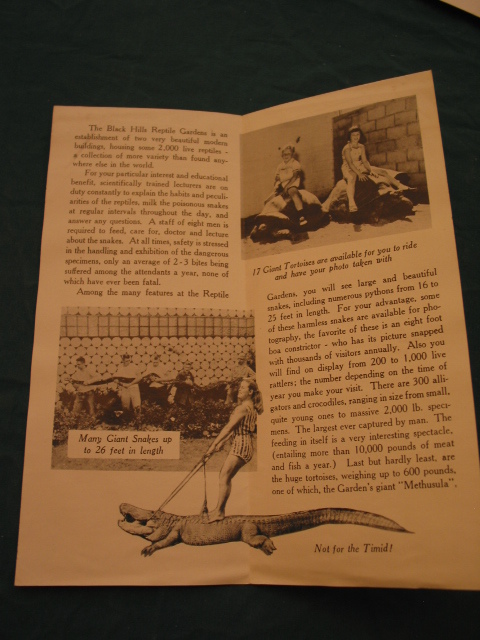 The Black Hills Reptile Gardens is an
establishment of two very beautiful modern
buildings, housing some 2,000 live reptiles -
a collection of more variety than found any-
where else in the world.
For your particular interest and educational
benefit, scientifically trained lecturers are on
duty constantly to explain the habits and peculi-
arities of the reptiles, milk the poisonous snakes
at regular intervals throughout the day, and
answer any questions. A staff of eight men is
required to feed, care for, doctor and lecture
about the snakes. At all times, safety is stressed
in the handling and exhibition of the dangerous
specimens, only an average of 2-3 bites being
suffered among the attendants a year, none of
which have ever been fatal.
Among the many features at the Reptile
Many Giant Snakes up
to 26 feet in length
17 Giant Tortoises are available for you to ride
and have your photo taken with
Gardens, you will see large and beautiful
snakes, including numerous pythons from 16 to
25 feet in length. For your advantage, some
of these harmless snakes are available for pho-
tography, the favorite of these is an eight foot
boa constrictor - who has its picture snapped
with thousands of visitors annually. Also you
will find on display from 200 to 1,000 live
rattlers; the number depending on the time of
year you make your visit. There are 300 alli-
gators and crocodiles, ranging in size from small,
quite young ones to massive 2,000 lb. speci-
mens. The largest ever captured by man. The
feeding in itself is a very interesting spectacle,
(entailing more than 10,000 pounds of meat
and fish a year.) Last but hardly least, are
the huge tortoises, weighing up to 600 pounds,
one of which, the Garden's giant "Methusula".
Not for the Timid!